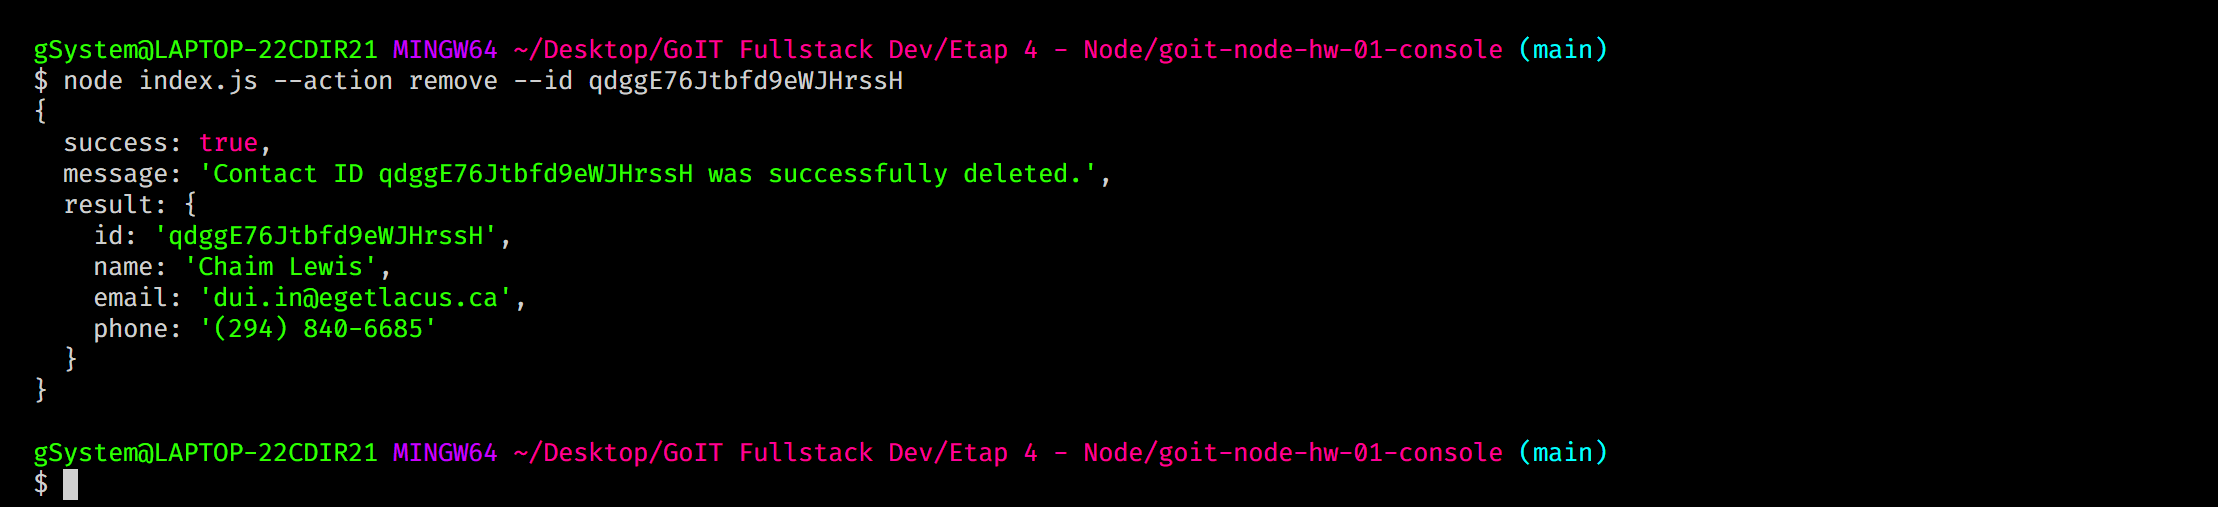 gSystem@LAPTOP-22CDIR21 MINGW64 ~/Desktop/GoIT Fullstack Dev/Etap 4 - Node/goit-node-hw-01-console (main)
$ node index.js --action remove --id qdggE76Jtbfd9eWJHrssH
{
  success: true,
  message: 'Contact ID qdggE76Jtbfd9eWJHrssH was successfully deleted.',
  result: {
    id: 'qdggE76Jtbfd9eWJHrssH',
    name: 'Chaim Lewis',
    email: 'dui.in@egetlacus.ca',
    phone: '(294) 840-6685'
  }
}
gSystem@LAPTOP-22CDIR21 MINGW64 ~/Desktop/GoIT Fullstack Dev/Etap 4 - Node/goit-node-hw-01-console (main)
$